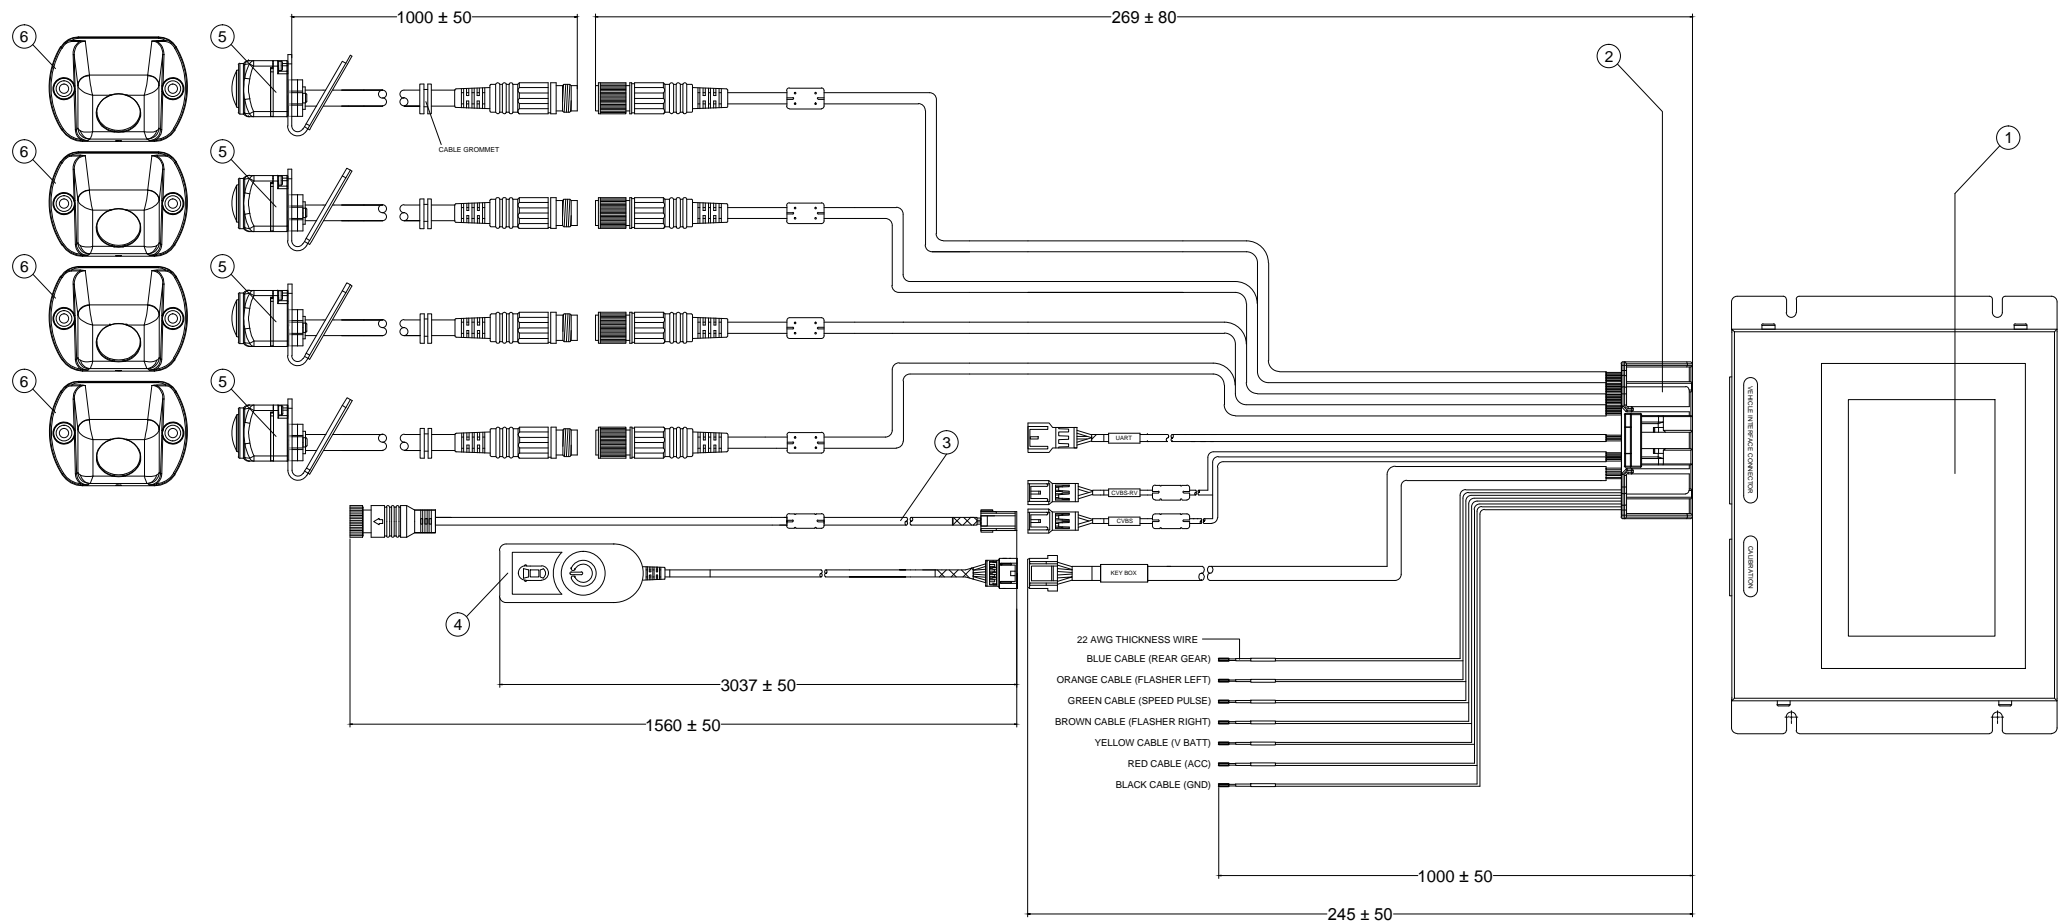 1000 ± 50
269 ± 80
6
5
2
CABLE GROMMET
1
6
5
6
5
6
5
3
UART
CVBS-RV
CVBS
KEY BOX
4
VEHICLE INTERFACE CONNECTOR
CALIBRATION
22 AWG THICKNESS WIRE
BLUE CABLE (REAR GEAR)
ORANGE CABLE (FLASHER LEFT)
GREEN CABLE (SPEED PULSE)
BROWN CABLE (FLASHER RIGHT)
YELLOW CABLE (V BATT)
RED CABLE (ACC)
BLACK CABLE (GND)
3037 ± 50
1560 ± 50
1000 ± 50
245 ± 50